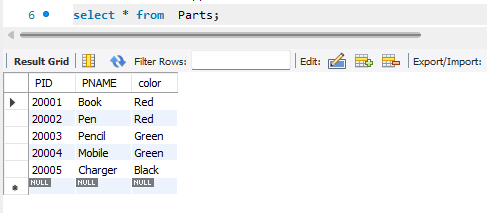 6 select * from Parts;
Result Grid Filter Rows: Edit: Export/Import:
PID PNAME color
20001 Book Red
20002 Pen Red
20003 Pencil Green
20004 Mobile Green
20005 Charger Black
NULL NULL NULL